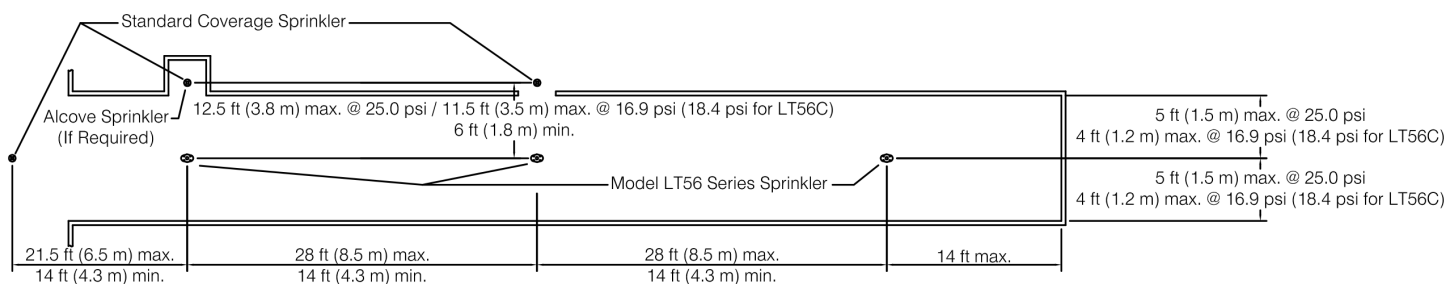 Standard Coverage Sprinkler
Alcove Sprinkler
(If Required)
12.5 ft (3.8 m) max. @ 25.0 psi / 11.5 ft (3.5 m) max. @ 16.9 psi (18.4 psi for LT56C)
6 ft (1.8 m) min.
5 ft (1.5 m) max. @ 25.0 psi
4 ft (1.2 m) max. @ 16.9 psi (18.4 psi for LT56C)
Model LT56 Series Sprinkler
5 ft (1.5 m) max. @ 25.0 psi
4 ft (1.2 m) max. @ 16.9 psi (18.4 psi for LT56C)
21.5 ft (6.5 m) max.
14 ft (4.3 m) min.
28 ft (8.5 m) max.
14 ft (4.3 m) min.
28 ft (8.5 m) max.
14 ft (4.3 m) min.
14 ft max.